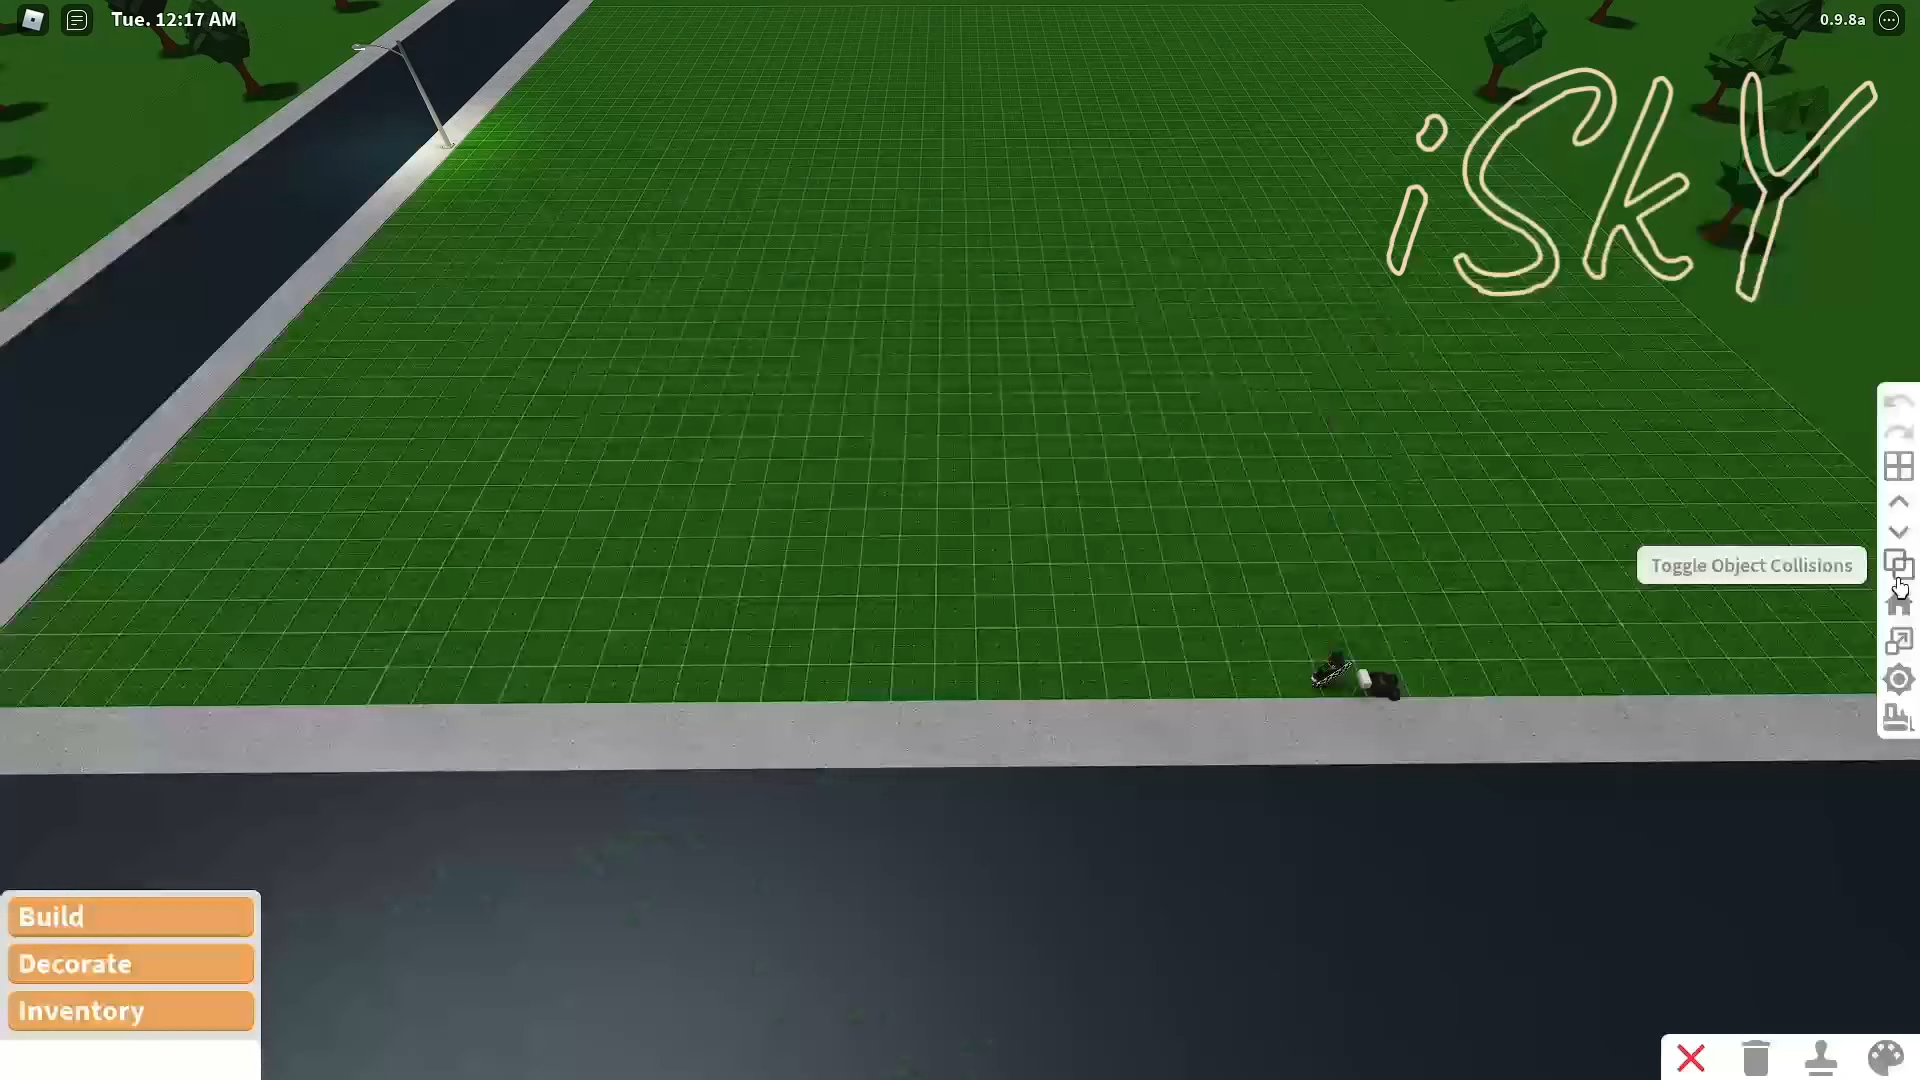 Tue. 12:17 AM
0.9.8a
iSkY
Toggle Object Collisions
Build
Decorate
Inventory